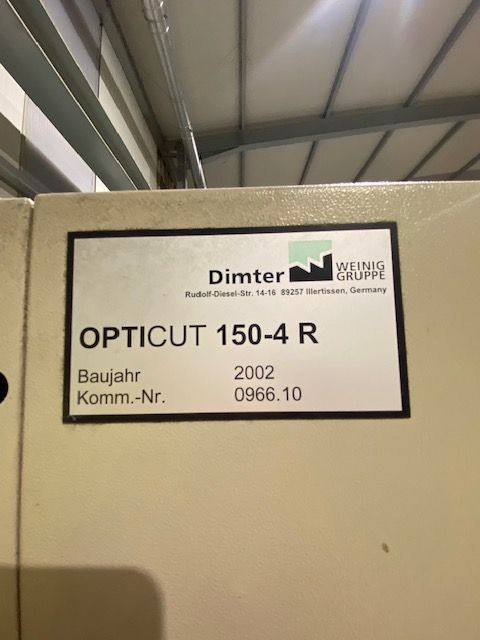 Dimter WEINIG GRUPPE
Rudolf-Diesel-Str. 14-16 89257 Illertissen, Germany
OPTICUT 150-4 R
Baujahr 2002
Komm.-Nr. 0966.10